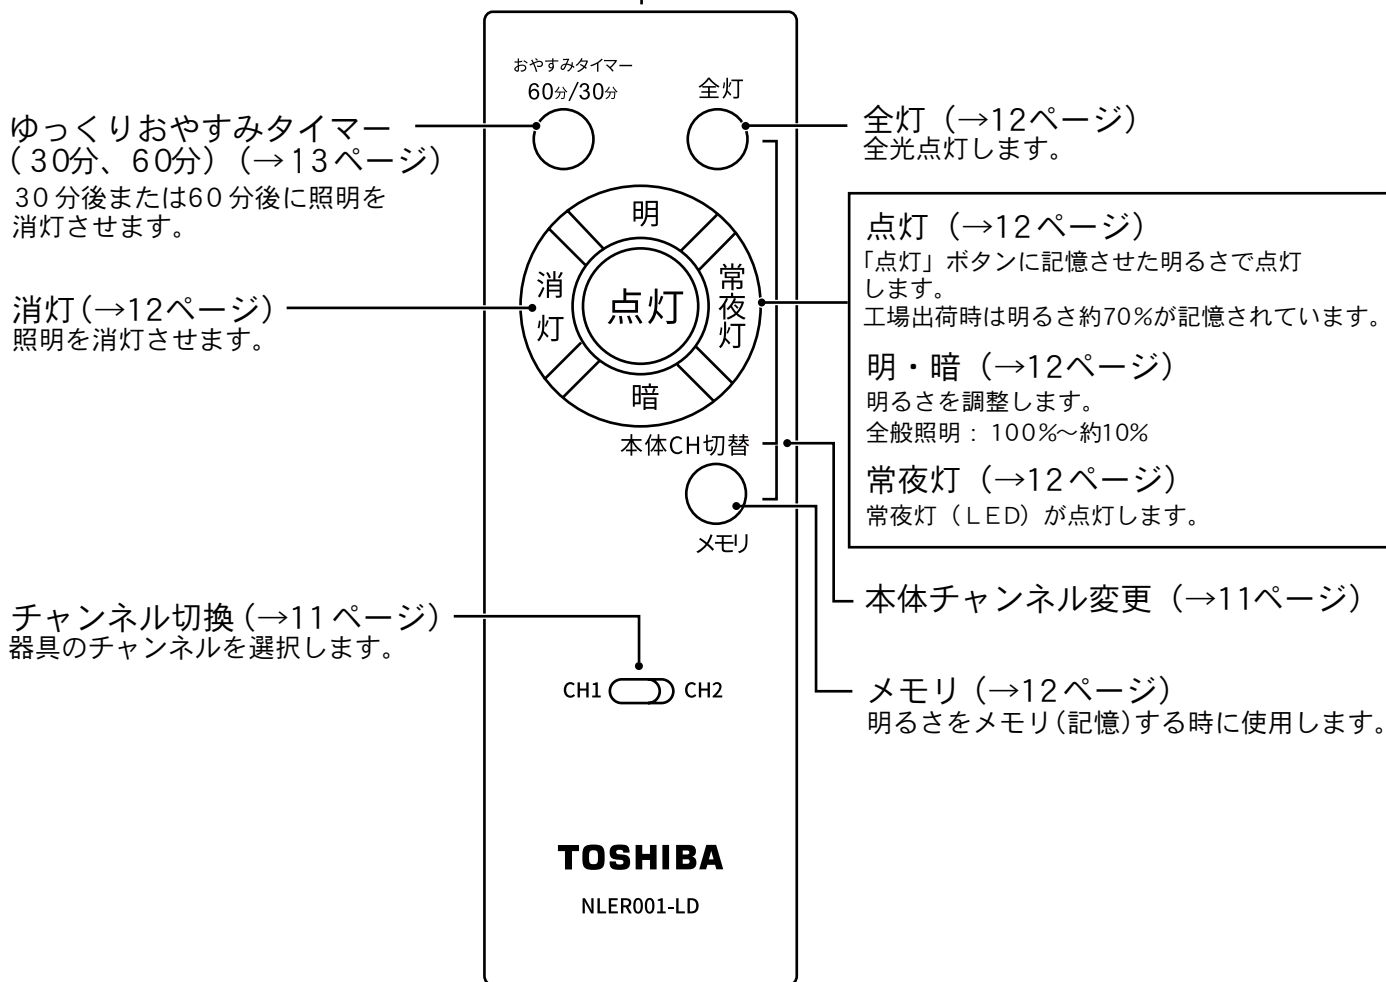 おやすみタイマー
60分/30分
全灯
明
消灯
点灯
常夜灯
暗
本体CH切替
メモリ
CH1
CH2
TOSHIBA
NLER001-LD
ゆっくりおやすみタイマー
(30分、60分)(→13ページ)
30分後または60分後に照明を
消灯させます。
消灯(→12ページ)
照明を消灯させます。
チャンネル切換(→11ページ)
器具のチャンネルを選択します。
全灯(→12ページ)
全光点灯します。
点灯(→12ページ)
「点灯」ボタンに記憶させた明るさで点灯
します。
工場出荷時は明るさ約70%が記憶されています。
明・暗(→12ページ)
明るさを調整します。
全般照明:100%~約10%
常夜灯(→12ページ)
常夜灯(LED)が点灯します。
本体チャンネル変更(→11ページ)
メモリ(→12ページ)
明るさをメモリ(記憶)する時に使用します。